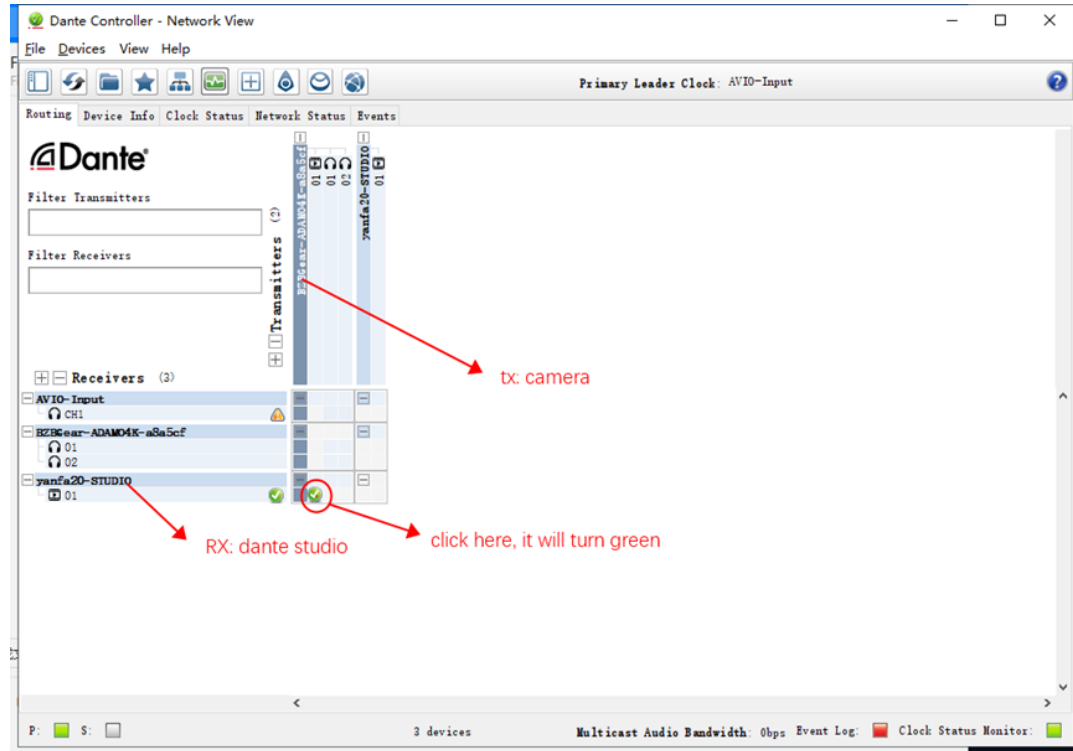 Dante Controller - Network View
File Devices View Help
Primary Leader Clock: AVIO-Input
Routing Device Info Clock Status Network Status Events
Dante
Filter Transmitters
Filter Receivers
Transmitters (2)
BZBGear-ADAMO4K-a8a5cf
01
01
02
yanfa20-STUDIO
01
Receivers (3)
AVIO-Input
CH1
BZBGear-ADAMO4K-a8a5cf
01
02
yanfa20-STUDIO
01
tx: camera
RX: dante studio
click here, it will turn green
P: S: 3 devices Multicast Audio Bandwidth: 0bps Event Log: Clock Status Monitor: